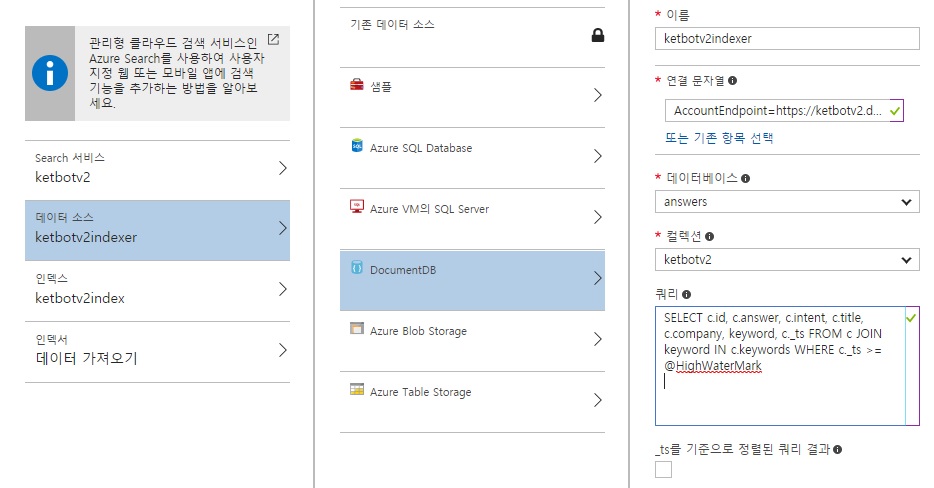 관리형 클라우드 검색 서비스인
Azure Search를 사용하여 사용자
지정 웹 또는 모바일 앱에 검색
기능을 추가하는 방법을 알아보
세요.
Search 서비스
ketbotv2
데이터 소스
ketbotv2indexer
인덱스
ketbotv2index
인덱서
데이터 가져오기
기존 데이터 소스
샘플
Azure SQL Database
Azure VM의 SQL Server
DocumentDB
Azure Blob Storage
Azure Table Storage
* 이름
ketbotv2indexer
* 연결 문자열
AccountEndpoint=https://ketbotv2.d...
또는 기존 항목 선택
* 데이터베이스
answers
* 컬렉션
ketbotv2
쿼리
SELECT c.id, c.answer, c.intent, c.title,
c.company, keyword, c._ts FROM c JOIN
keyword IN c.keywords WHERE c._ts >=
@HighWaterMark
_ts를 기준으로 정렬된 쿼리 결과